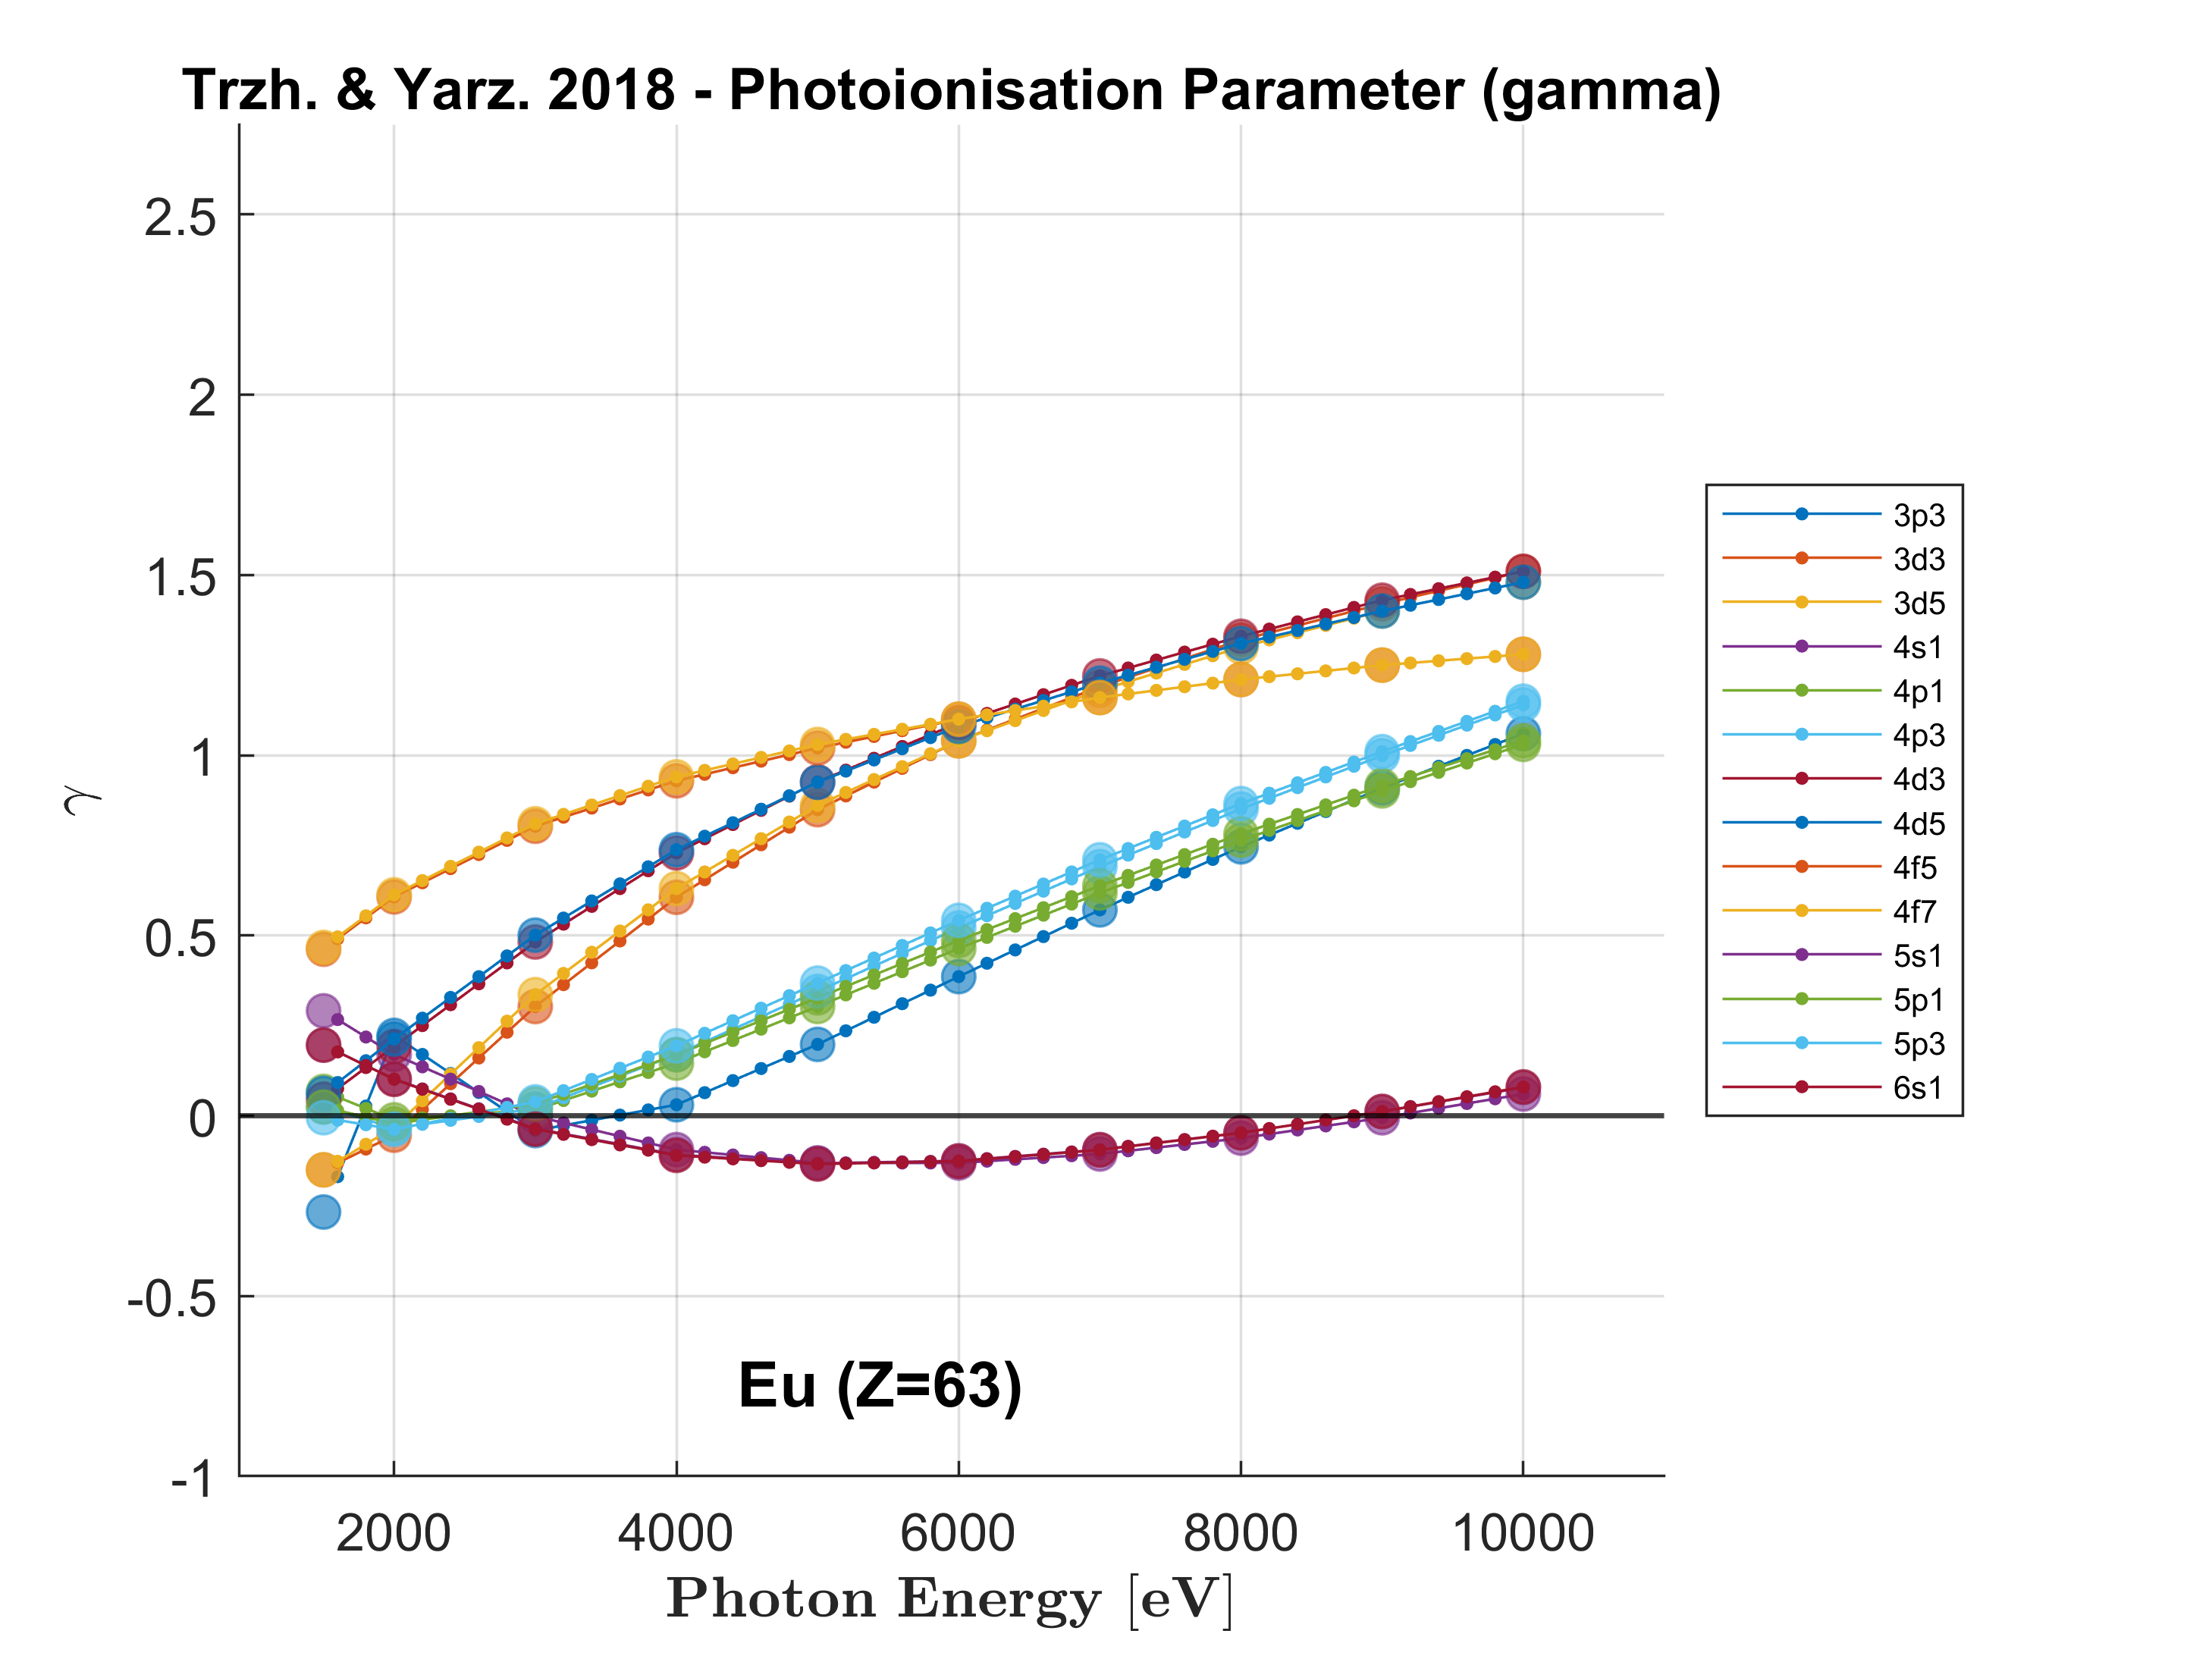 Trzh. & Yarz. 2018 - Photoionisation Parameter (gamma)
2.5
2
1.5
1
0.5
0
-0.5
-1
γ
2000 4000 6000 8000 10000
Photon Energy [eV]
Eu (Z=63)
3p3
3d3
3d5
4s1
4p1
4p3
4d3
4d5
4f5
4f7
5s1
5p1
5p3
6s1